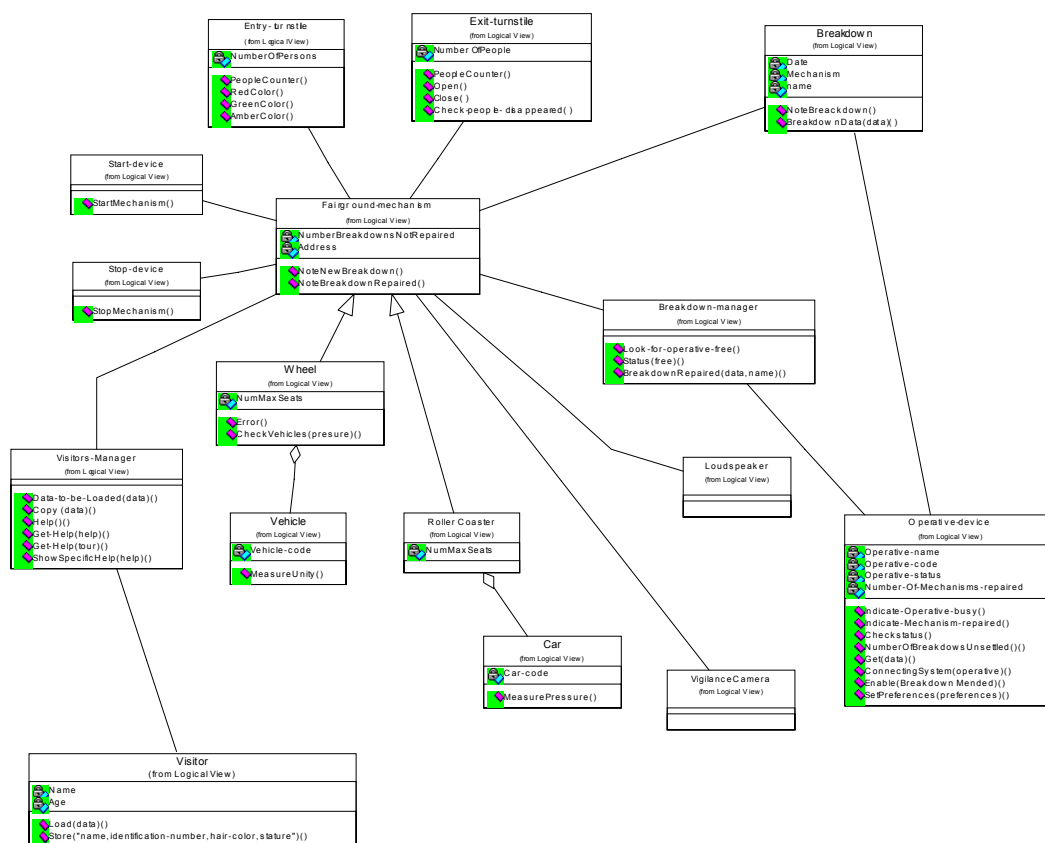 Entry-turnstile
(from Logical View)
NumberOfPersons
PeopleCounter()
RedColor()
GreenColor()
AmberColor()
Exit-turnstile
(from Logical View)
NumberOfPeople
PeopleCounter()
Open()
Close()
Check-people-disappeared()
Breakdown
(from Logical View)
Date
Mechanism
name
NoteBreackdown()
BreakdownData(data)()
Start-device
(from Logical View)
StartMechanism()
Fairground-mechanism
(from Logical View)
NumberBreakdownsNotRepaired
Address
NoteNewBreakdown()
NoteBreakdownRepaired()
Stop-device
(from Logical View)
StopMechanism()
Breakdown-manager
(from Logical View)
Look-for-operative-free()
Status(free)()
BreakdownRepaired(data,name)()
Wheel
(from Logical View)
NumMaxSeats
Error()
CheckVehicles(presure)()
Visitors-Manager
(from Logical View)
Data-to-be-Loaded(data)()
Copy(data)()
Help()()
Get-Help(help)()
Get-Help(tour)()
ShowSpecificHelp(help)()
Loudspeaker
(from Logical View)
Vehicle
(from Logical View)
Vehicle-code
MeasureUnity()
Roller Coaster
(from Logical View)
NumMaxSeats
Operative-device
(from Logical View)
Operative-name
Operative-code
Operative-status
Number-Of-Mechanisms-repaired
Indicate-Operative-busy()
Indicate-Mechanism-repaired()
Checkstatus()
NumberOfBreakdowsUnsettled()()
Get(data)()
ConnectingSystem(operative)()
Enable(Breakdown Mended)()
SetPreferences(preferences)()
Car
(from Logical View)
Car-code
MeasurePressure()
VigilanceCamera
(from Logical View)
Visitor
(from Logical View)
Name
Age
Load(data)()
Store("name,identification-number,hair-color,stature")()